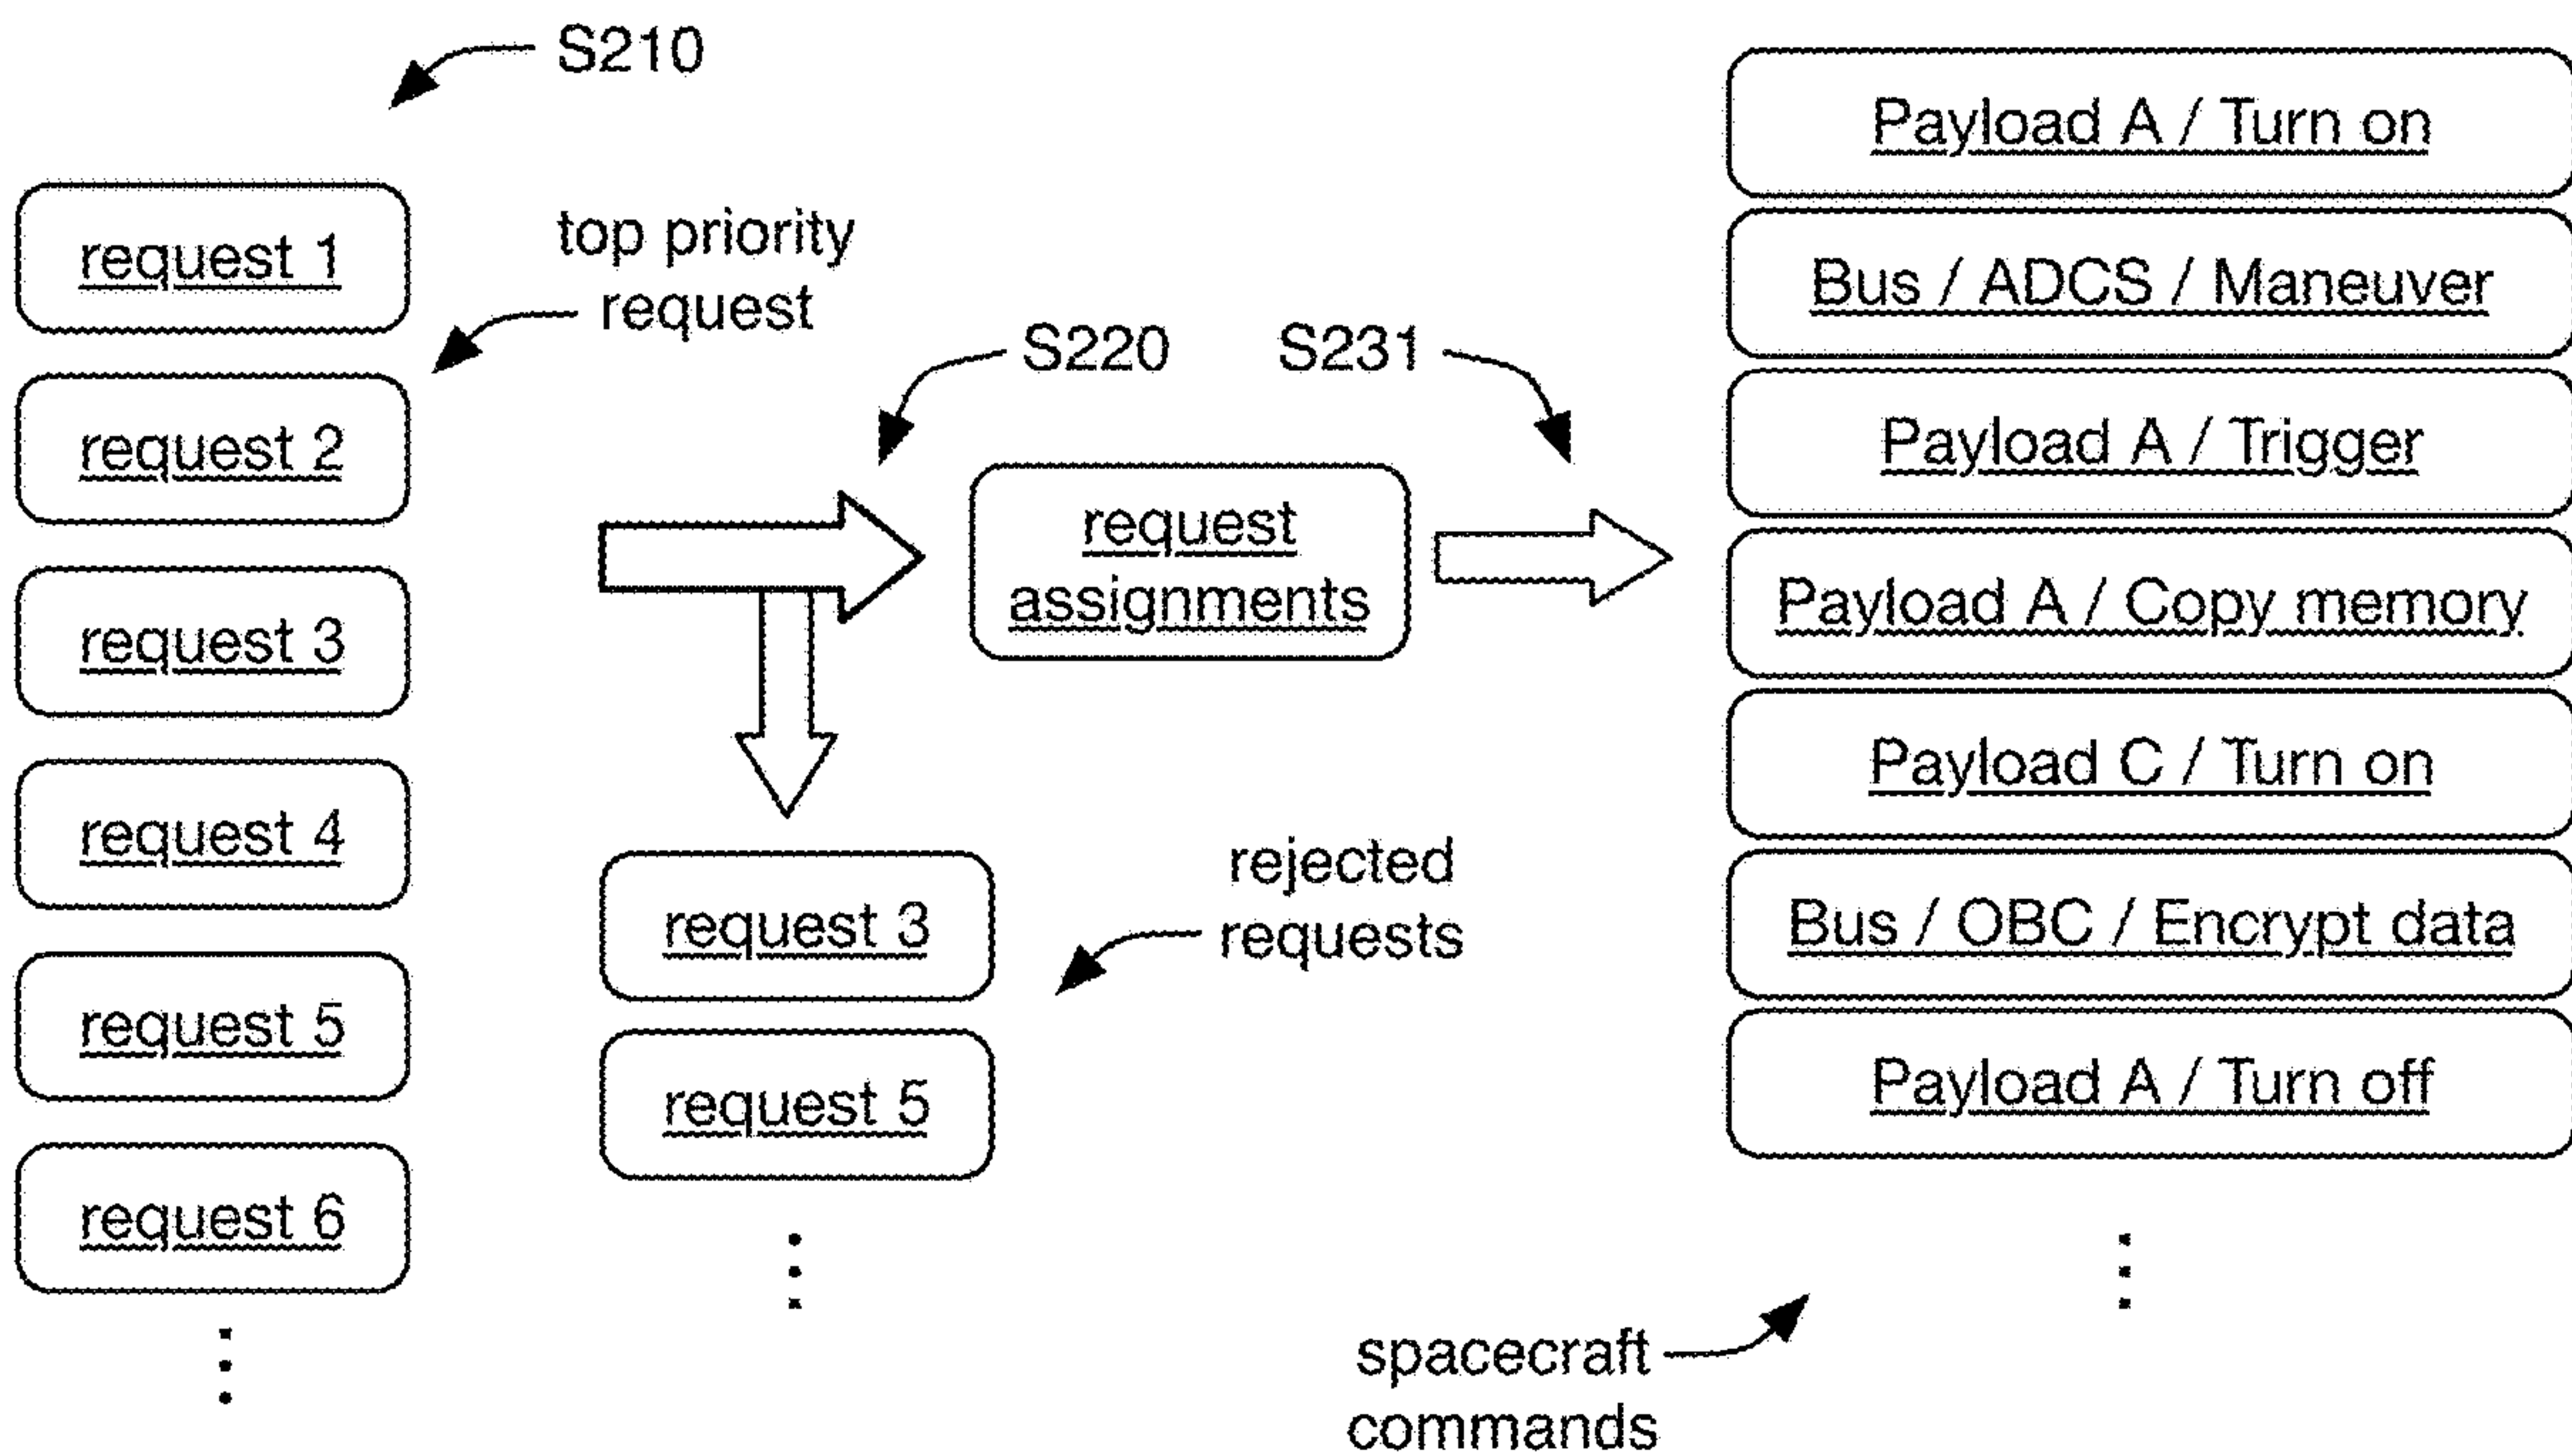 S210
request 1
top priority
request
request 2
request 3
request 4
request 5
request 6
S220
S231
request
assignments
request 3
request 5
rejected
requests
Payload A / Turn on
Bus / ADCS / Maneuver
Payload A / Trigger
Payload A / Copy memory
Payload C / Turn on
Bus / OBC / Encrypt data
Payload A / Turn off
spacecraft
commands